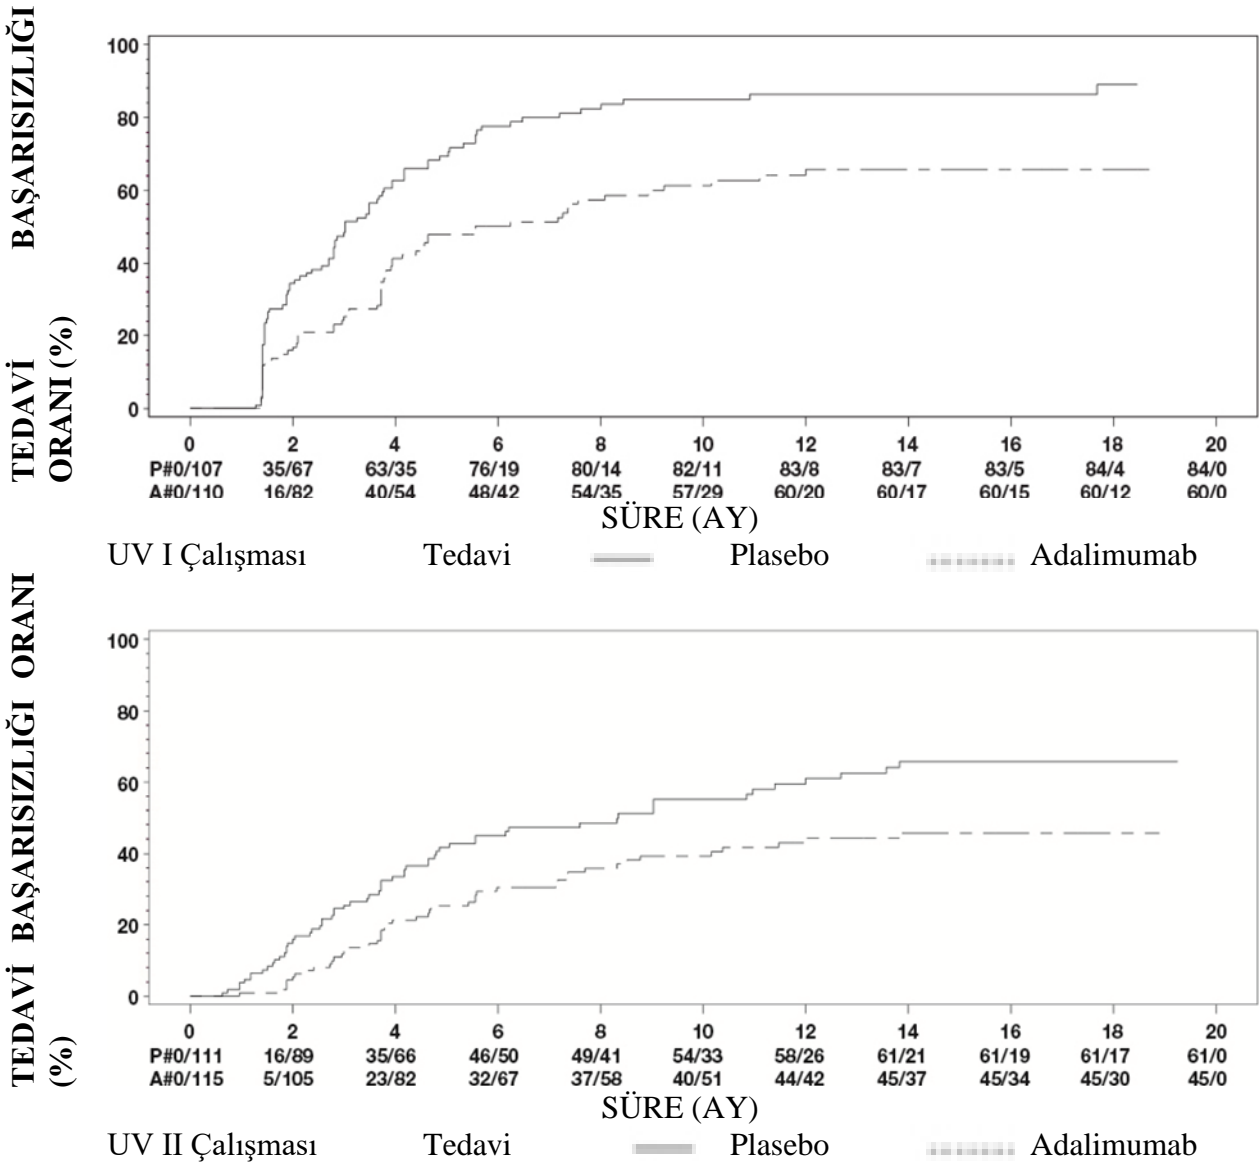 TEDAVİ BAŞARISIZLIĞI
ORANI (%)
100
80
60
40
20
0
0 2 4 6 8 10 12 14 16 18 20
P#0/107 35/67 63/35 76/19 80/14 82/11 83/8 83/7 83/5 84/4 84/0
A#0/110 16/82 40/54 48/42 54/35 57/29 60/20 60/17 60/15 60/12 60/0
SÜRE (AY)
UV I Çalışması Tedavi Plasebo Adalimumab
TEDAVİ BAŞARISIZLIĞI ORANI
(%)
100
80
60
40
20
0
0 2 4 6 8 10 12 14 16 18 20
P#0/111 16/89 35/66 46/50 49/41 54/33 58/26 61/21 61/19 61/17 61/0
A#0/115 5/105 23/82 32/67 37/58 40/51 44/42 45/37 45/34 45/30 45/0
SÜRE (AY)
UV II Çalışması Tedavi Plasebo Adalimumab